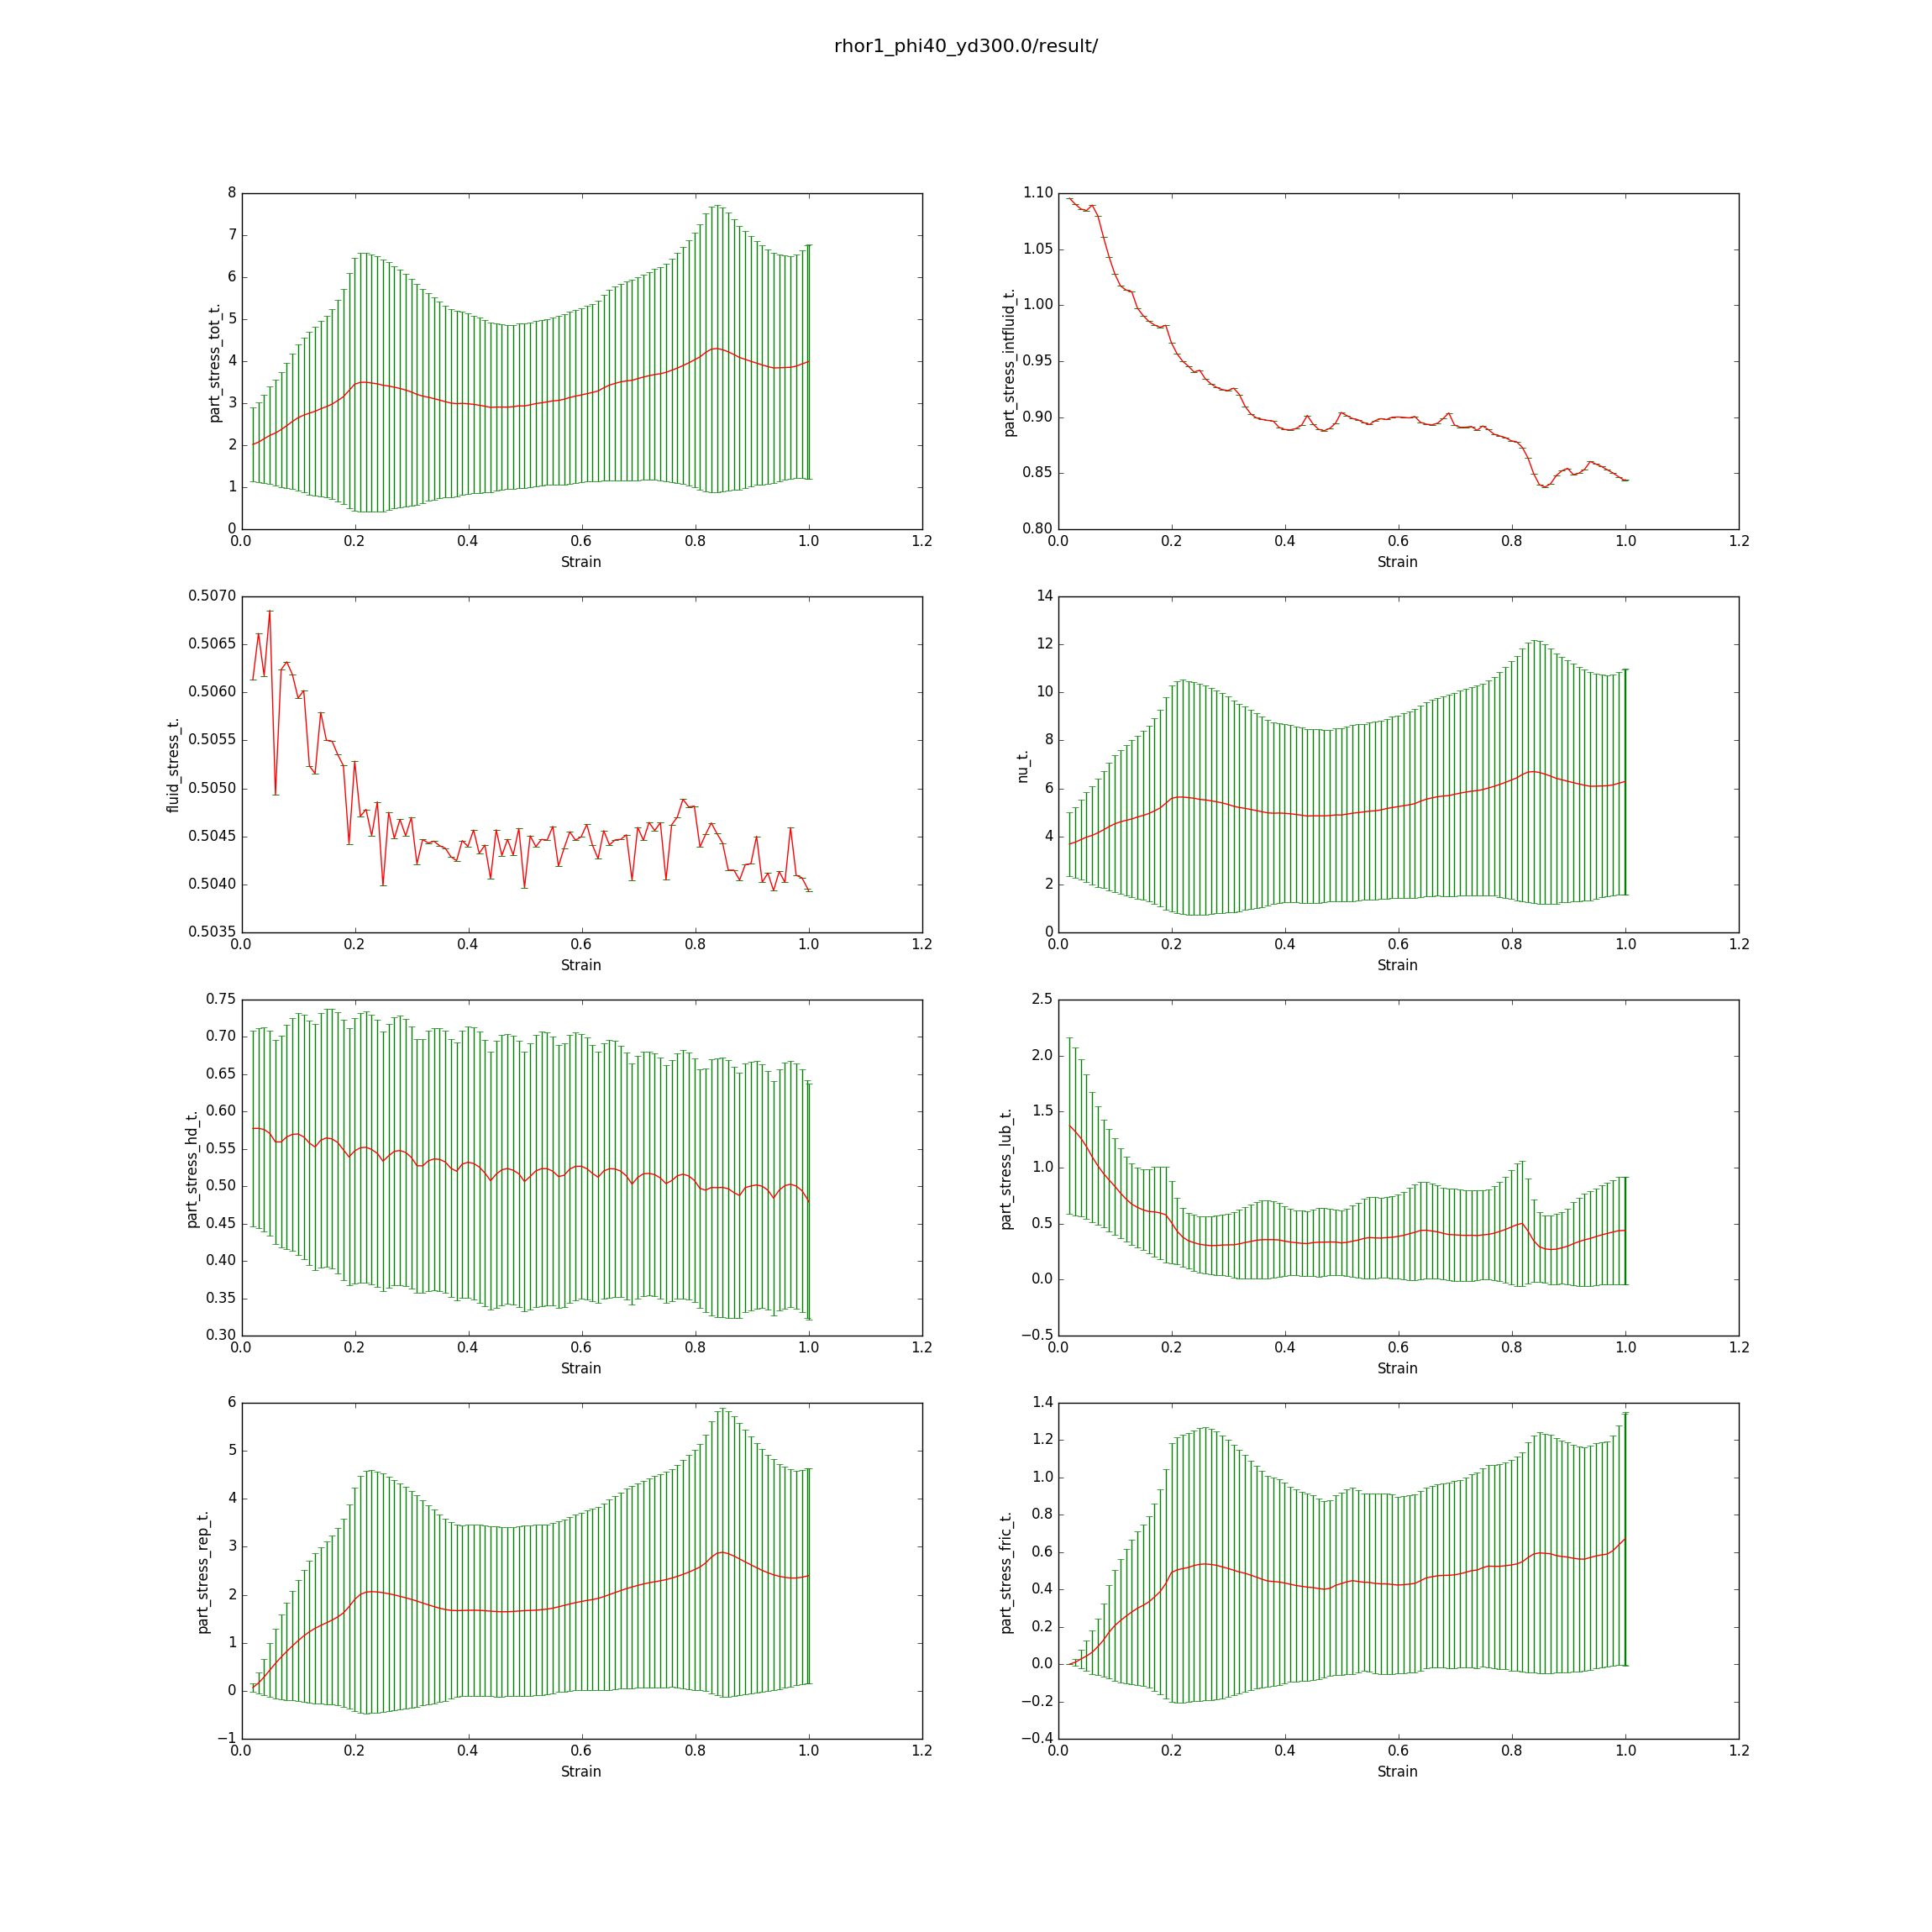 rhor1_phi40_yd300.0/result/
8
7
6
5
4
3
2
1
0
part_stress_tot_t.
0.0 0.2 0.4 0.6 0.8 1.0 1.2
Strain
1.10
1.05
1.00
0.95
0.90
0.85
0.80
part_stress_intfluid_t.
0.0 0.2 0.4 0.6 0.8 1.0 1.2
Strain
0.5070
0.5065
0.5060
0.5055
0.5050
0.5045
0.5040
0.5035
fluid_stress_t.
0.0 0.2 0.4 0.6 0.8 1.0 1.2
Strain
14
12
10
8
6
4
2
0
nu_t.
0.0 0.2 0.4 0.6 0.8 1.0 1.2
Strain
0.75
0.70
0.65
0.60
0.55
0.50
0.45
0.40
0.35
0.30
part_stress_hd_t.
0.0 0.2 0.4 0.6 0.8 1.0 1.2
Strain
2.5
2.0
1.5
1.0
0.5
0.0
−0.5
part_stress_lub_t.
0.0 0.2 0.4 0.6 0.8 1.0 1.2
Strain
6
5
4
3
2
1
0
−1
part_stress_rep_t.
0.0 0.2 0.4 0.6 0.8 1.0 1.2
Strain
1.4
1.2
1.0
0.8
0.6
0.4
0.2
0.0
−0.2
−0.4
part_stress_fric_t.
0.0 0.2 0.4 0.6 0.8 1.0 1.2
Strain